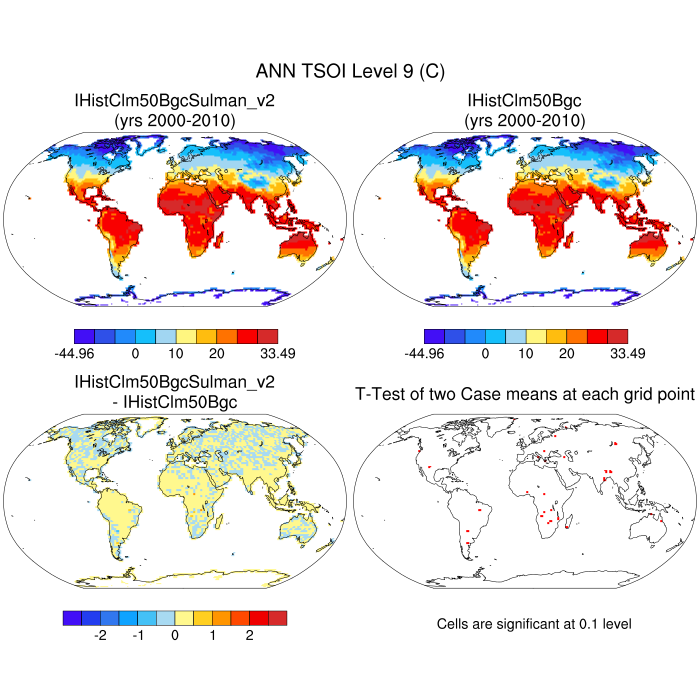 ANN TSOI Level 9 (C)
IHistClm50BgcSulman_v2
(yrs 2000-2010)
IHistClm50Bgc
(yrs 2000-2010)
-44.96 0 10 20 33.49
-44.96 0 10 20 33.49
IHistClm50BgcSulman_v2
- IHistClm50Bgc
T-Test of two Case means at each grid point
-2 -1 0 1 2
Cells are significant at 0.1 level